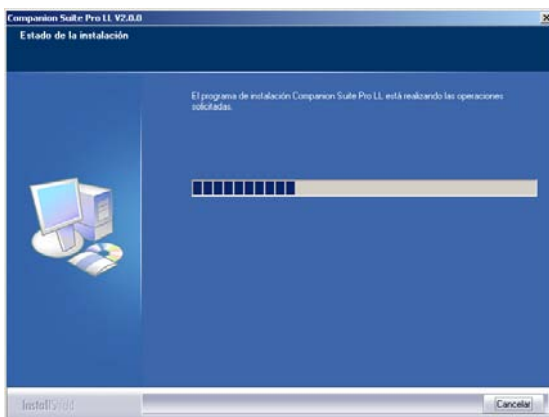 Companion Suite Pro LL V2.0.0
Estado de la instalación
El programa de instalación Companion Suite Pro LL está realizando las operaciones
solicitadas.
InstallShield
Cancelar